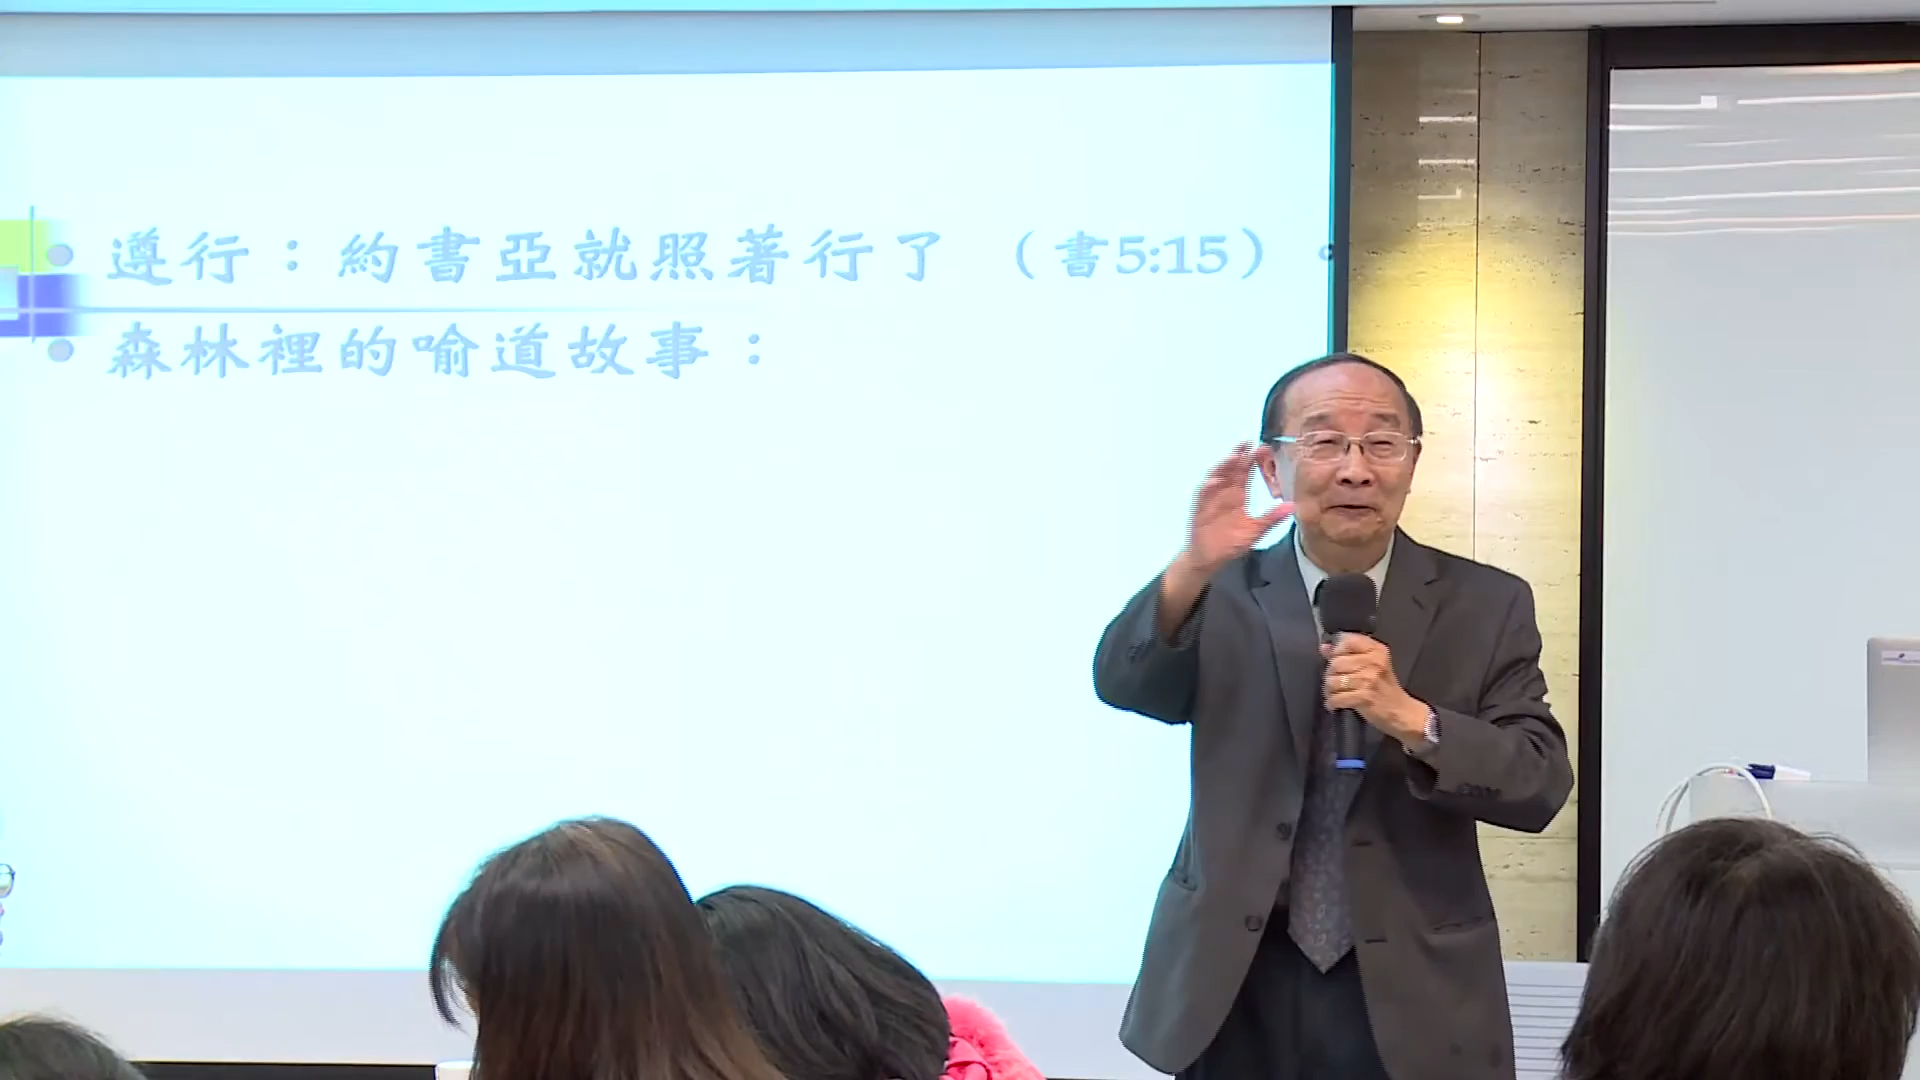 • 遵行：約書亞就照著行了（書5:15）。
• 森林裡的喻道故事：